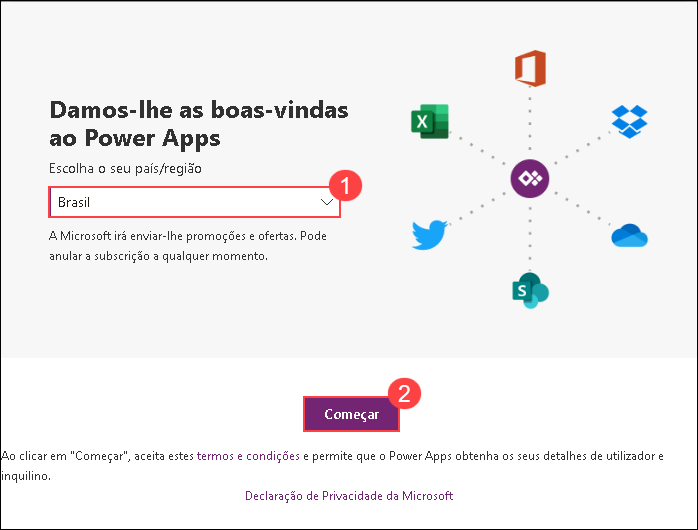 Damos-lhe as boas-vindas
ao Power Apps
Escolha o seu país/região
1
Brasil
A Microsoft irá enviar-lhe promoções e ofertas. Pode
anular a subscrição a qualquer momento.
X
S
2
Começar
Ao clicar em "Começar", aceita estes termos e condições e permite que o Power Apps obtenha os seus detalhes de utilizador e
inquilino.
Declaração de Privacidade da Microsoft